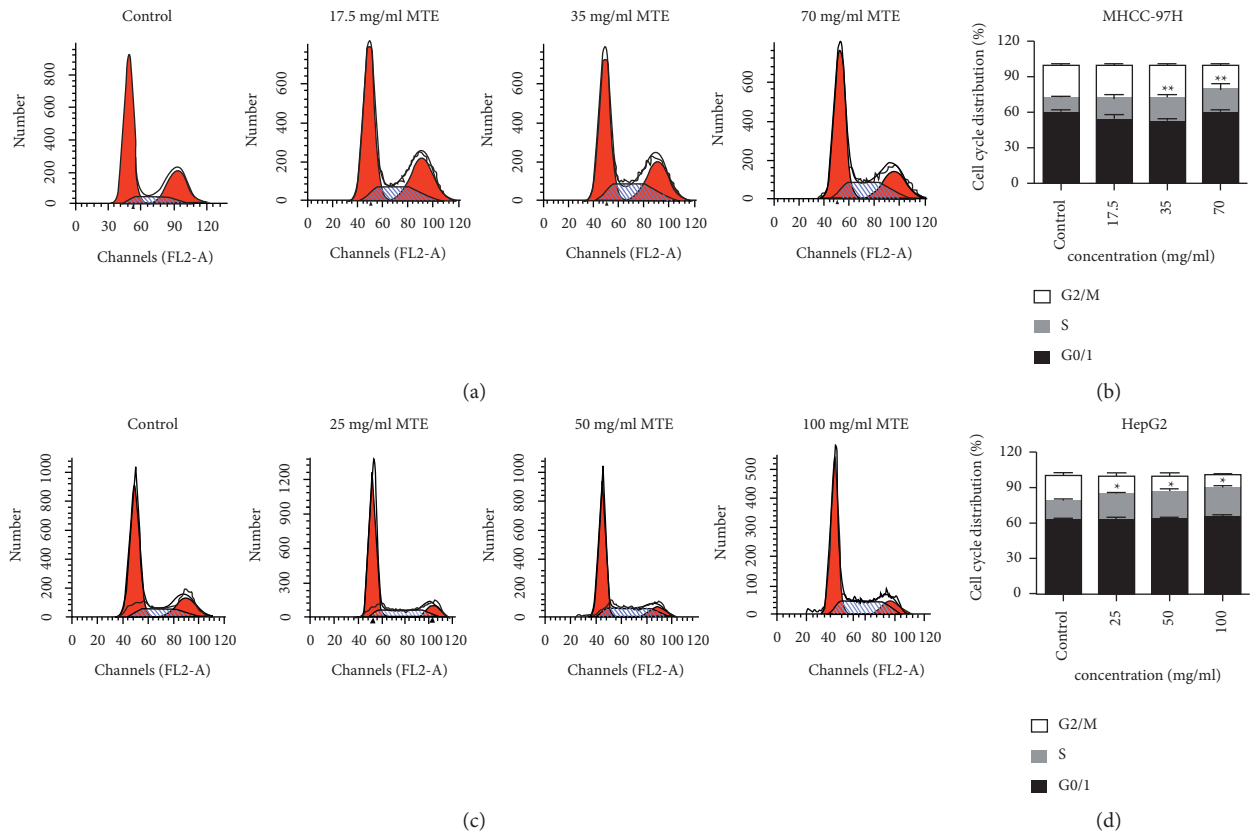 Control
17.5 mg/ml MTE
35 mg/ml MTE
70 mg/ml MTE
MHCC-97H
Number
800
600
400
200
0
0 30 60 90 120
Channels (FL2-A)
Number
600
400
200
0
0 20 40 60 80 100 120
Channels (FL2-A)
Number
600
400
200
0
0 20 40 60 80 100 120
Channels (FL2-A)
Number
600
400
200
0
0 20 40 60 80 100 120
Channels (FL2-A)
Cell cycle distribution (%)
120
90
60
30
0
**
**
Control 17.5 35 70
concentration (mg/ml)
G2/M
S
G0/1
(a)
(b)
Control
25 mg/ml MTE
50 mg/ml MTE
100 mg/ml MTE
HepG2
Number
1000
800
600
400
200
0
0 20 40 60 80 100 120
Channels (FL2-A)
Number
1200
900
600
300
0
0 20 40 60 80 100 120
Channels (FL2-A)
Number
1000
800
600
400
200
0
0 20 40 60 80 100 120
Channels (FL2-A)
Number
500
400
300
200
100
0
0 20 40 60 80 100 120
Channels (FL2-A)
Cell cycle distribution (%)
120
90
60
30
0
*
*
*
Control 25 50 100
concentration (mg/ml)
G2/M
S
G0/1
(c)
(d)